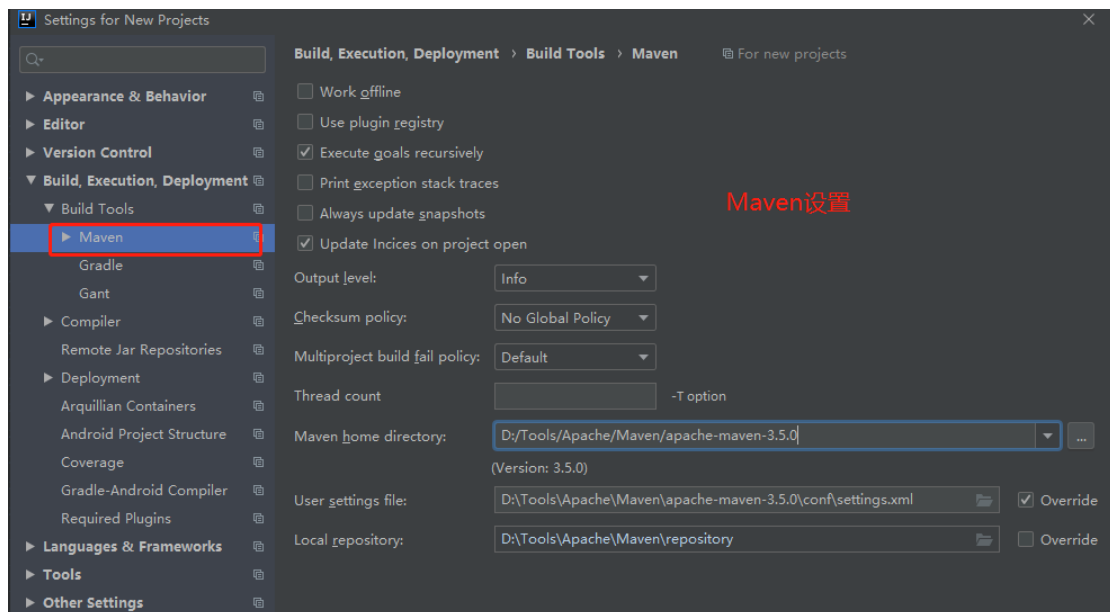 Settings for New Projects
Appearance & Behavior
Editor
Version Control
Build, Execution, Deployment
Build Tools
Maven
Gradle
Gant
Compiler
Remote Jar Repositories
Deployment
Arquillian Containers
Android Project Structure
Coverage
Gradle-Android Compiler
Required Plugins
Languages & Frameworks
Tools
Other Settings
Build, Execution, Deployment › Build Tools › Maven For new projects
Work offline
Use plugin registry
Execute goals recursively
Print exception stack traces
Maven设置
Always update snapshots
Update Incices on project open
Output level: Info
Checksum policy: No Global Policy
Multiproject build fail policy: Default
Thread count -T option
Maven home directory: D:/Tools/Apache/Maven/apache-maven-3.5.0 ...
(Version: 3.5.0)
User settings file: D:\Tools\Apache\Maven\apache-maven-3.5.0\conf\settings.xml Override
Local repository: D:\Tools\Apache\Maven\repository Override